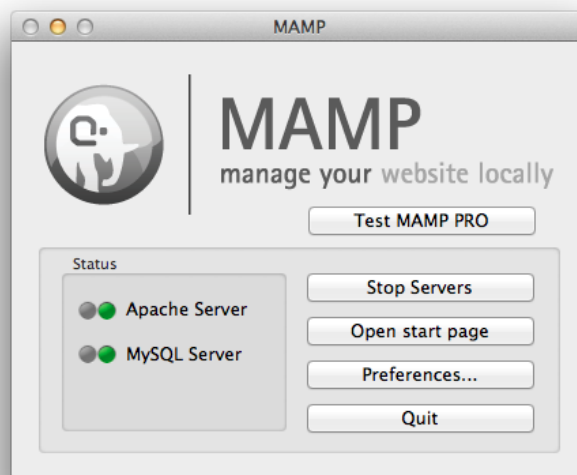 MAMP
MAMP
manage your website locally
Test MAMP PRO
Status
Apache Server
MySQL Server
Stop Servers
Open start page
Preferences...
Quit